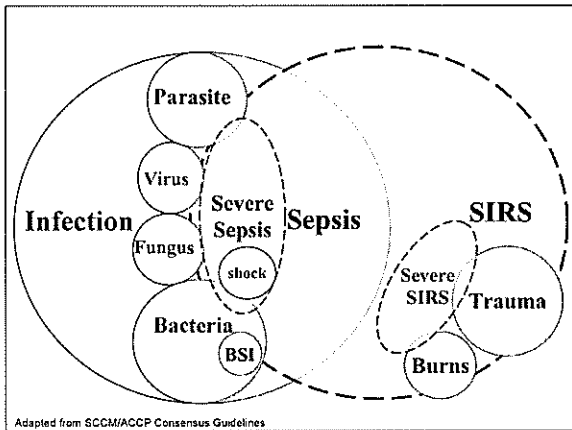 Parasite
Virus
Infection
Severe
Sepsis
Sepsis
SIRS
Fungus
shock
Severe
SIRS
Trauma
Bacteria
BSI
Burns
Adapted from SCCM/ACCP Consensus Guidelines